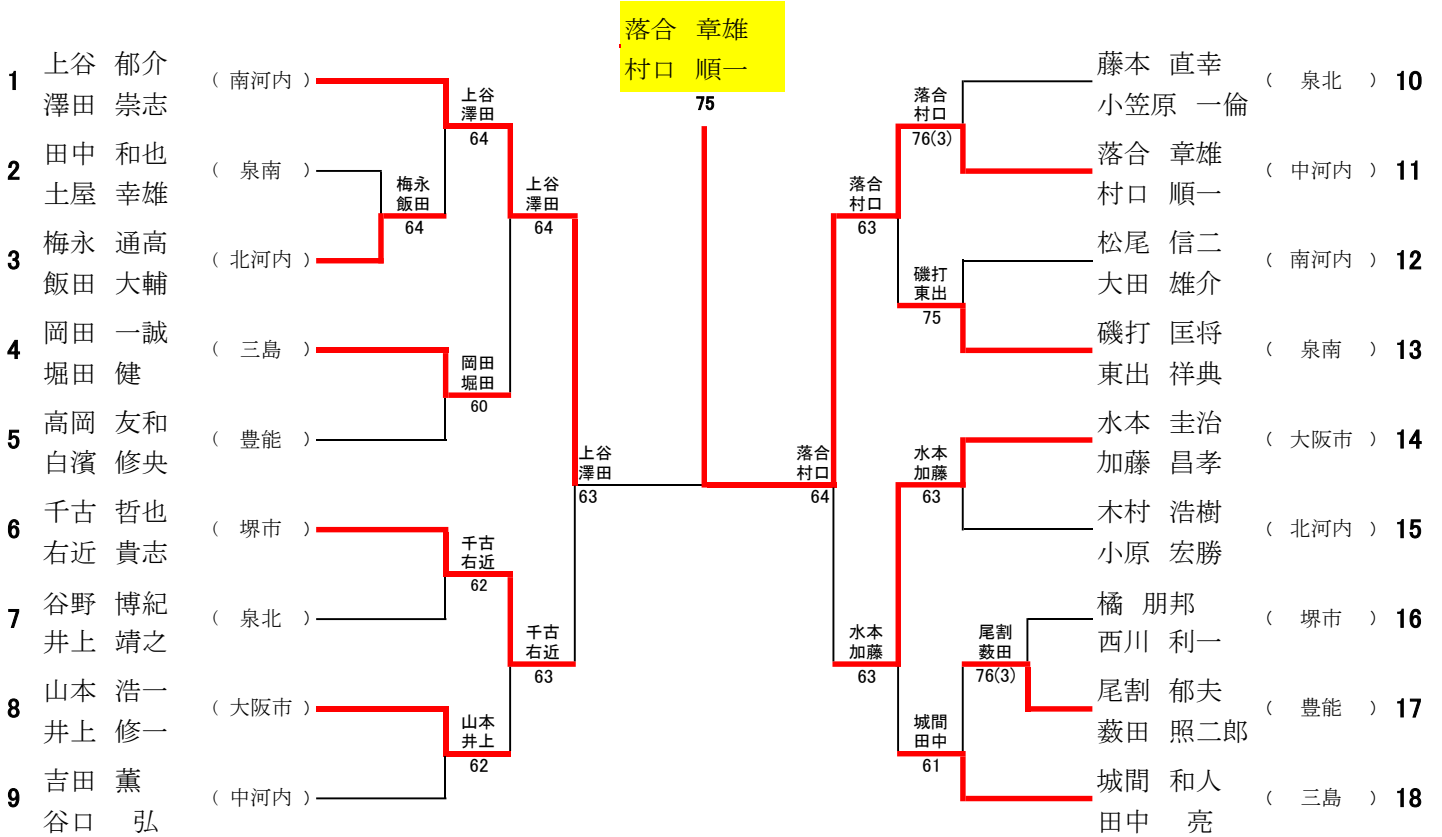 落合 章雄
村口 順一
75
1
上谷 郁介
澤田 崇志
( 南河内 )
2
田中 和也
土屋 幸雄
( 泉南 )
3
梅永 通高
飯田 大輔
( 北河内 )
4
岡田 一誠
堀田 健
( 三島 )
5
高岡 友和
白濱 修央
( 豊能 )
6
千古 哲也
右近 貴志
( 堺市 )
7
谷野 博紀
井上 靖之
( 泉北 )
8
山本 浩一
井上 修一
( 大阪市 )
9
吉田 薫
谷口 弘
( 中河内 )
梅永
飯田
64
上谷
澤田
64
岡田
堀田
60
千古
右近
62
山本
井上
62
上谷
澤田
64
千古
右近
63
上谷
澤田
63
落合
村口
64
落合
村口
63
水本
加藤
63
落合
村口
76(3)
磯打
東出
75
水本
加藤
63
城間
田中
61
尾割
薮田
76(3)
藤本 直幸
小笠原 一倫
( 泉北 ) 10
落合 章雄
村口 順一
( 中河内 ) 11
松尾 信二
大田 雄介
( 南河内 ) 12
磯打 匡将
東出 祥典
( 泉南 ) 13
水本 圭治
加藤 昌孝
( 大阪市 ) 14
木村 浩樹
小原 宏勝
( 北河内 ) 15
橘 朋邦
西川 利一
( 堺市 ) 16
尾割 郁夫
薮田 照二郎
( 豊能 ) 17
城間 和人
田中 亮
( 三島 ) 18